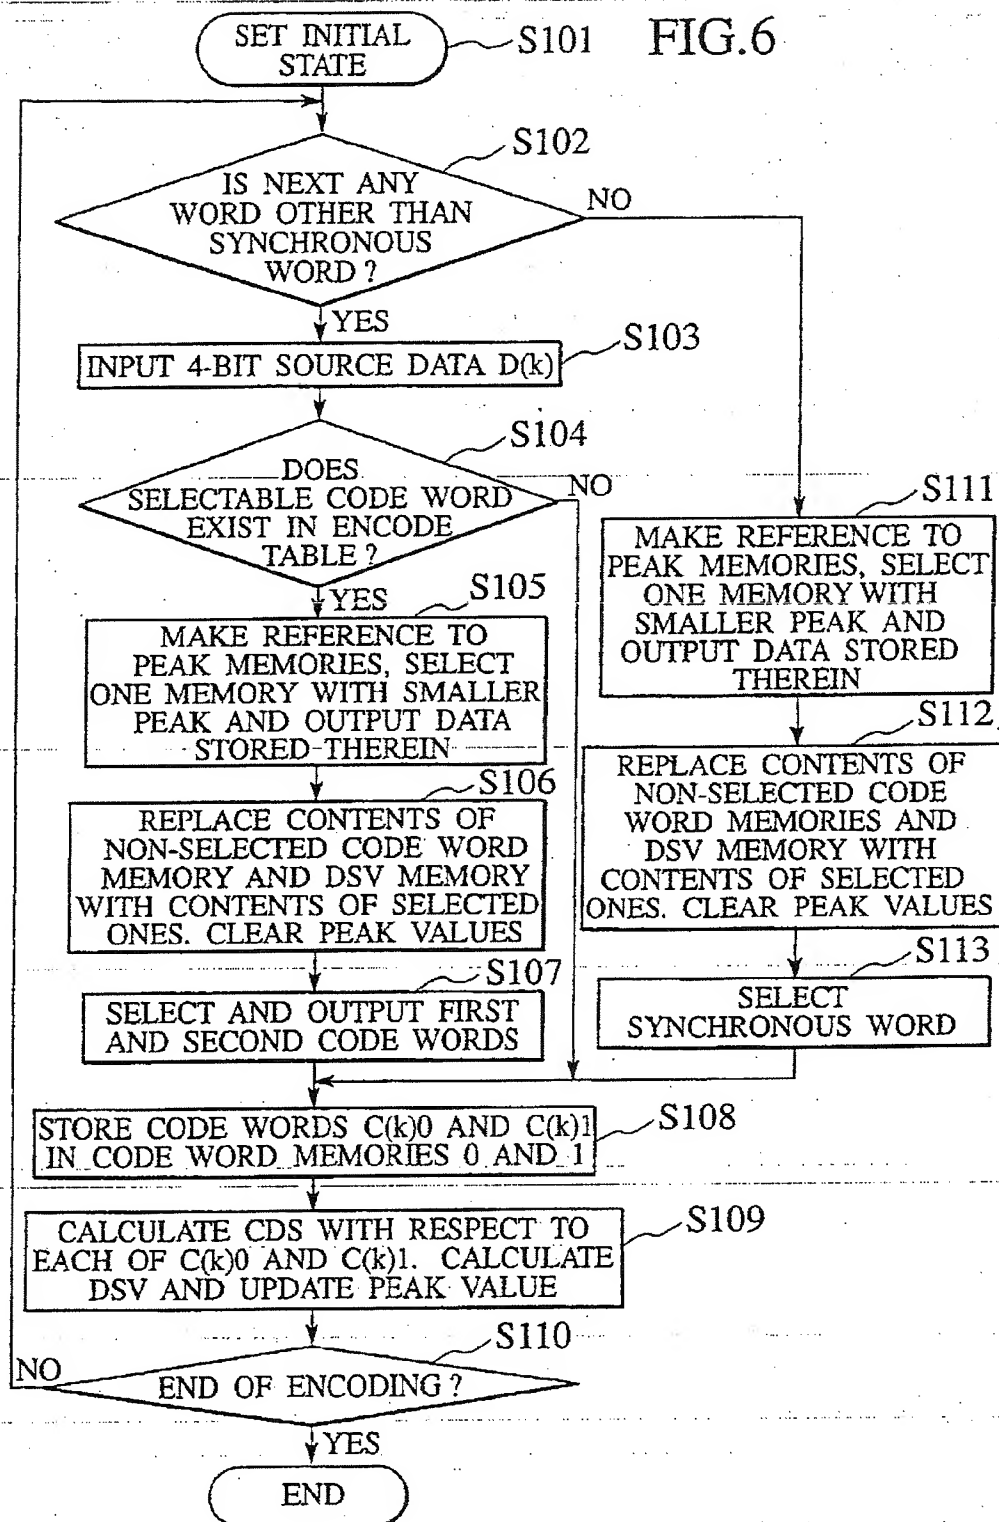 SET INITIAL
STATE
S101
FIG.6
S102
IS NEXT ANY
WORD OTHER THAN
SYNCHRONOUS
WORD ?
NO
YES
INPUT 4-BIT SOURCE DATA D(k)
S103
S104
DOES
SELECTABLE CODE WORD
EXIST IN ENCODE
TABLE ?
NO
YES
S105
MAKE REFERENCE TO
PEAK MEMORIES, SELECT
ONE MEMORY WITH SMALLER
PEAK AND OUTPUT DATA
STORED THEREIN
S111
MAKE REFERENCE TO
PEAK MEMORIES, SELECT
ONE MEMORY WITH
SMALLER PEAK AND
OUTPUT DATA STORED
THEREIN
S106
REPLACE CONTENTS OF
NON-SELECTED CODE WORD
MEMORY AND DSV MEMORY
WITH CONTENTS OF SELECTED
ONES. CLEAR PEAK VALUES
S112
REPLACE CONTENTS OF
NON-SELECTED CODE
WORD MEMORIES AND
DSV MEMORY WITH
CONTENTS OF SELECTED
ONES. CLEAR PEAK VALUES
S107
SELECT AND OUTPUT FIRST
AND SECOND CODE WORDS
S113
SELECT
SYNCHRONOUS WORD
STORE CODE WORDS C(k)0 AND C(k)1
IN CODE WORD MEMORIES 0 AND 1
S108
CALCULATE CDS WITH RESPECT TO
EACH OF C(k)0 AND C(k)1. CALCULATE
DSV AND UPDATE PEAK VALUE
S109
S110
NO
END OF ENCODING ?
YES
END